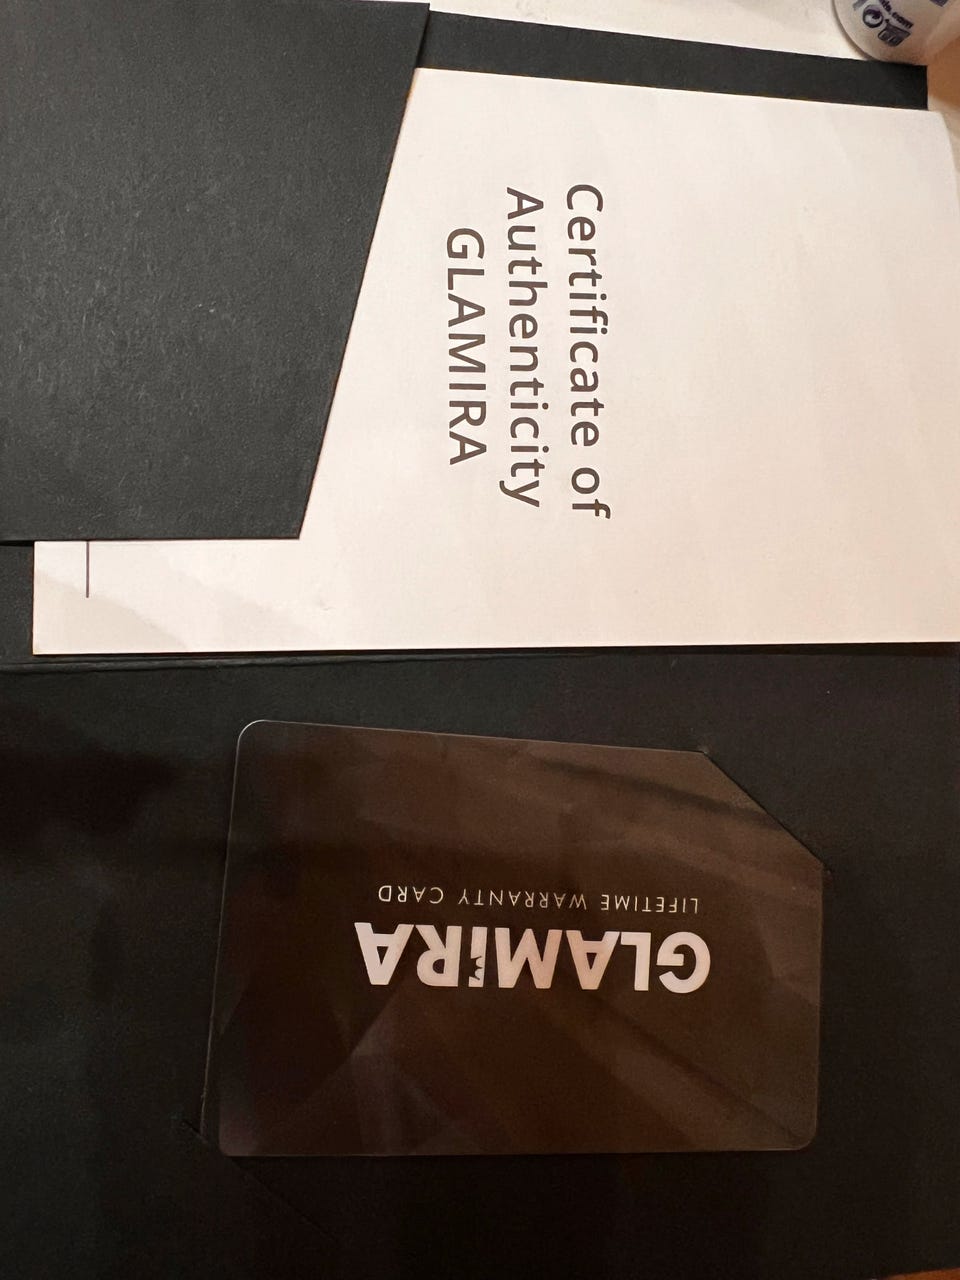 Certificate of
Authenticity
GLAMIRA
GLAMIRA
LIFETIME WARRANTY CARD